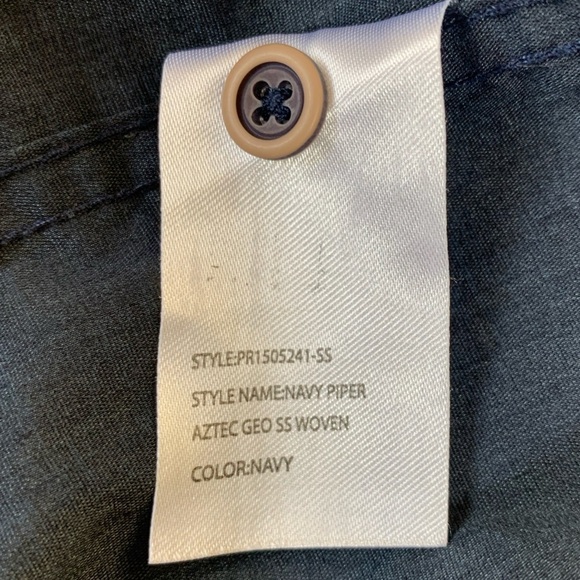 STYLE:PR1505241-SS
STYLE NAME:NAVY PIPER
AZTEC GEO SS WOVEN
COLOR:NAVY